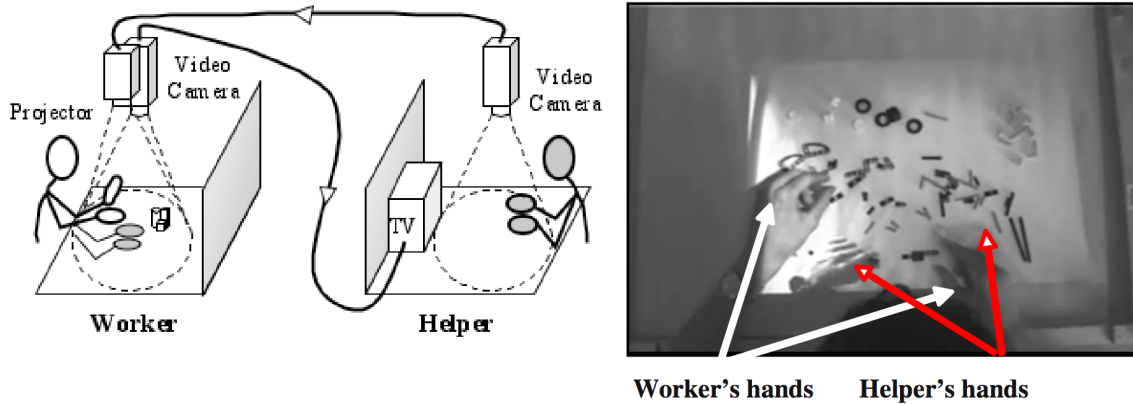 Projector
Video
Camera
Video
Camera
TV
Worker
Helper
Worker's hands
Helper's hands